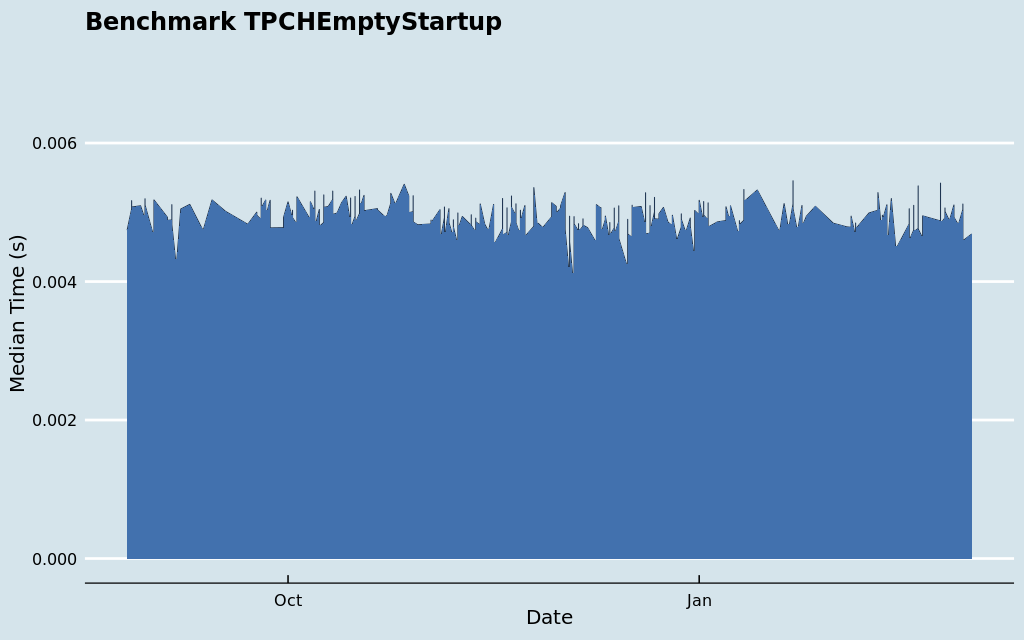 Benchmark TPCHEmptyStartup
0.006
0.004
0.002
0.000
Median Time (s)
Oct
Jan
Date